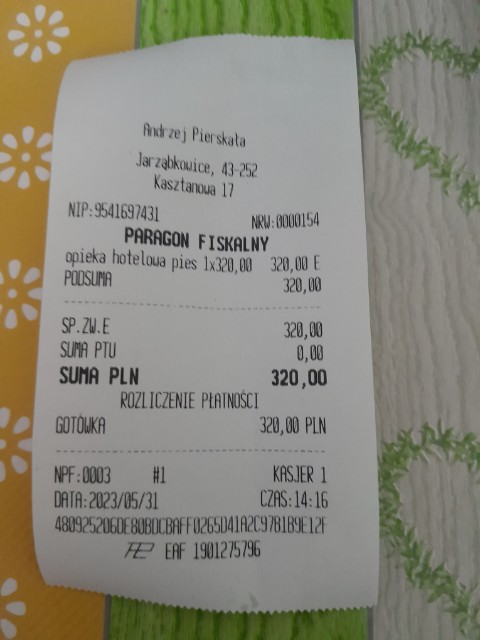 Andrzej Pierskała
Jarząbkowice, 43-252
Kasztanowa 17
NIP:9541697431 NRW:0000154
PARAGON FISKALNY
opieka hotelowa pies 1x320,00 320,00 E
PODSUMA 320,00
SP.ZW.E 320,00
SUMA PTU 0,00
SUMA PLN 320,00
ROZLICZENIE PŁATNOŚCI
GOTÓWKA 320,00 PLN
NPF:0003 #1 KASJER 1
DATA:2023/05/31 CZAS:14:16
480925206DE80BDCBAFF0265D41A2C97B1B9E12F
EAF 1901275796